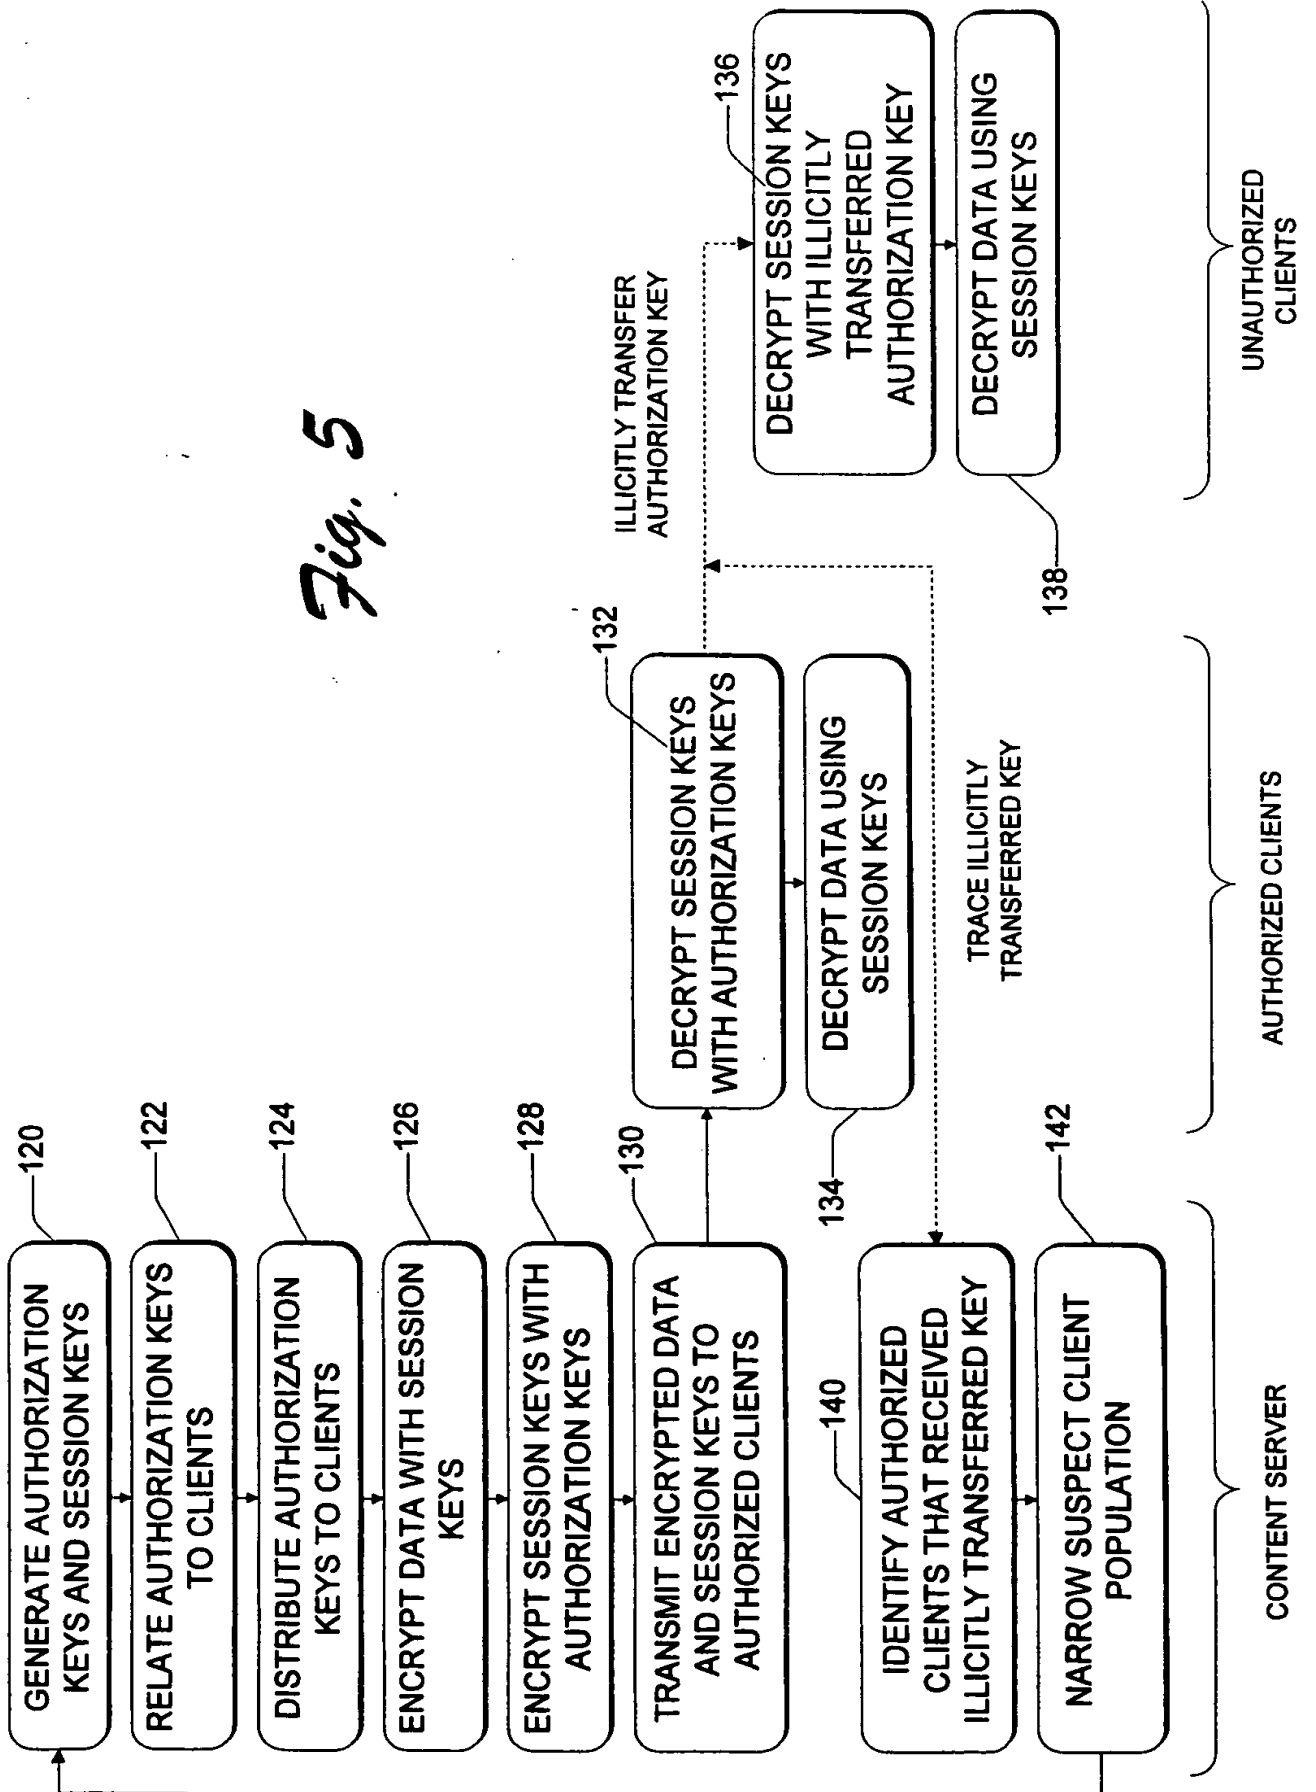 GENERATE AUTHORIZATION
KEYS AND SESSION KEYS
120
RELATE AUTHORIZATION KEYS
TO CLIENTS
122
DISTRIBUTE AUTHORIZATION
KEYS TO CLIENTS
124
ENCRYPT DATA WITH SESSION
KEYS
126
ENCRYPT SESSION KEYS WITH
AUTHORIZATION KEYS
128
TRANSMIT ENCRYPTED DATA
AND SESSION KEYS TO
AUTHORIZED CLIENTS
130
IDENTIFY AUTHORIZED
CLIENTS THAT RECEIVED
ILLICITLY TRANSFERRED KEY
140
NARROW SUSPECT CLIENT
POPULATION
142
CONTENT SERVER
DECRYPT SESSION KEYS
WITH AUTHORIZATION KEYS
132
DECRYPT DATA USING
SESSION KEYS
134
TRACE ILLICITLY
TRANSFERRED KEY
AUTHORIZED CLIENTS
Fig. 5
ILLICITLY TRANSFER
AUTHORIZATION KEY
DECRYPT SESSION KEYS
WITH ILLICITLY
TRANSFERRED
AUTHORIZATION KEY
136
DECRYPT DATA USING
SESSION KEYS
138
UNAUTHORIZED
CLIENTS